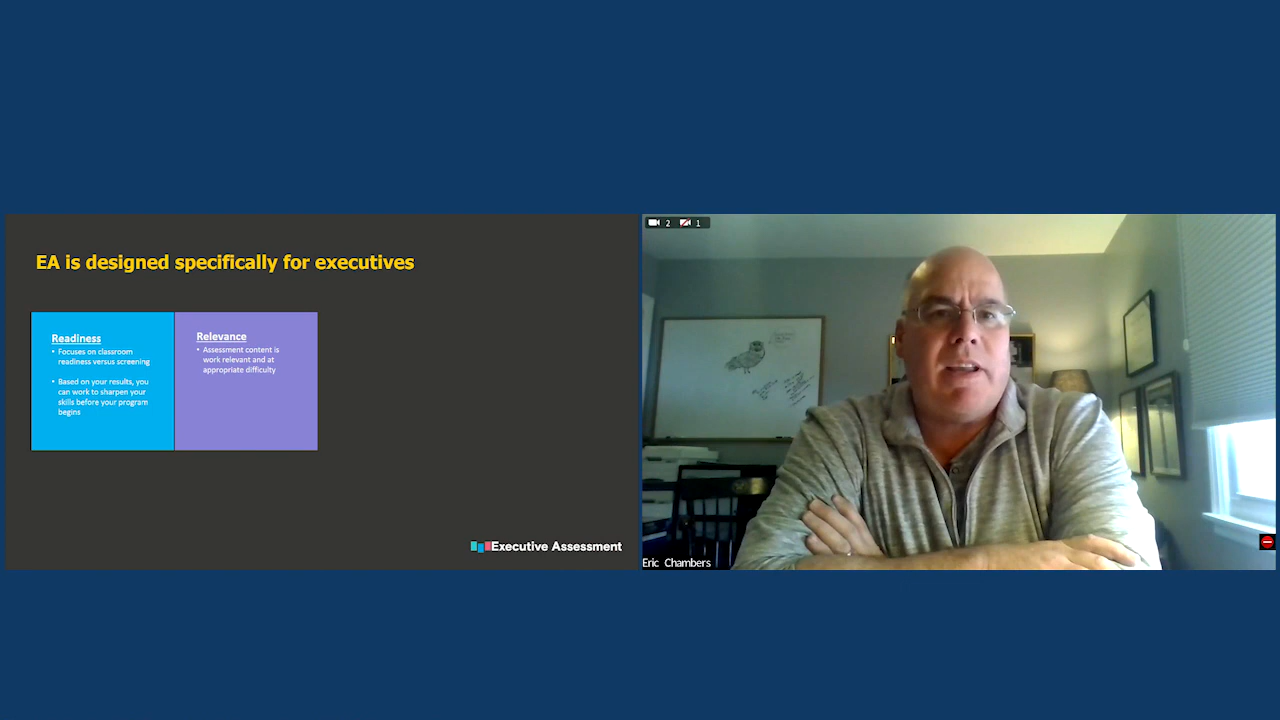 EA is designed specifically for executives
Readiness
• Focuses on classroom
readiness versus screening
• Based on your results, you
can work to sharpen your
skills before your program
begins
Relevance
• Assessment content is
work relevant and at
appropriate difficulty
Executive Assessment
2 1
Eric Chambers